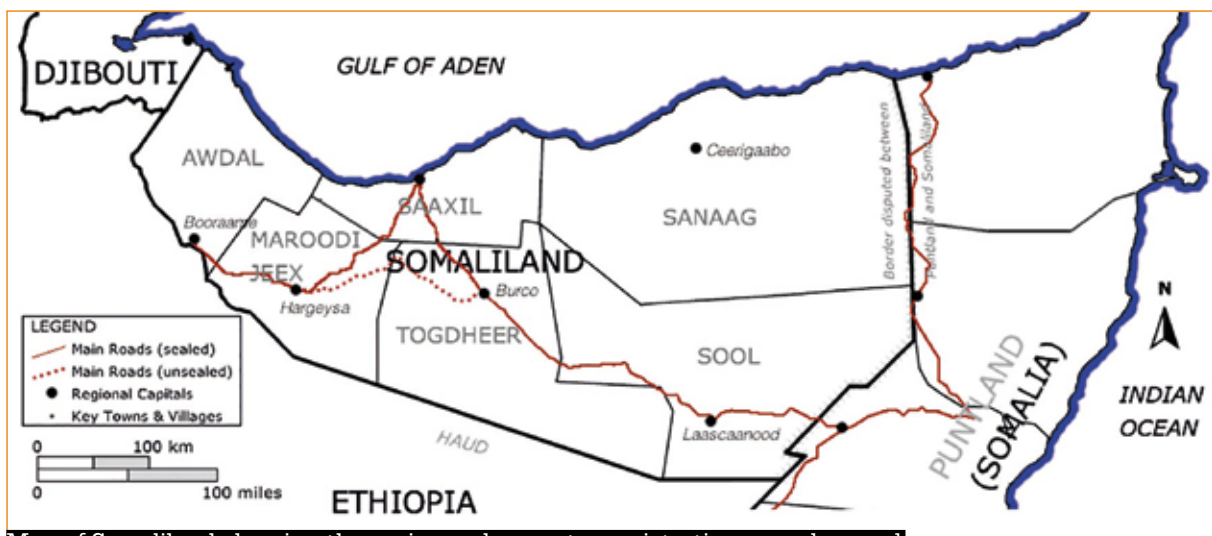 DJIBOUTI
GULF OF ADEN
AWDAL
Ceerigaabo
SAAXIL
SANAAG
Border disputed between
Puntland and Somaliland
Booraame
MAROODI
JEEX
SOMALILAND
Hargeysa
Burco
N
LEGEND
Main Roads (sealed)
Main Roads (unsealed)
Regional Capitals
Key Towns & Villages
TOGDHEER
SOOL
PUNTLAND
(SOMALIA)
INDIAN
OCEAN
Laascaanood
HAUD
0 100 km
0 100 miles
ETHIOPIA